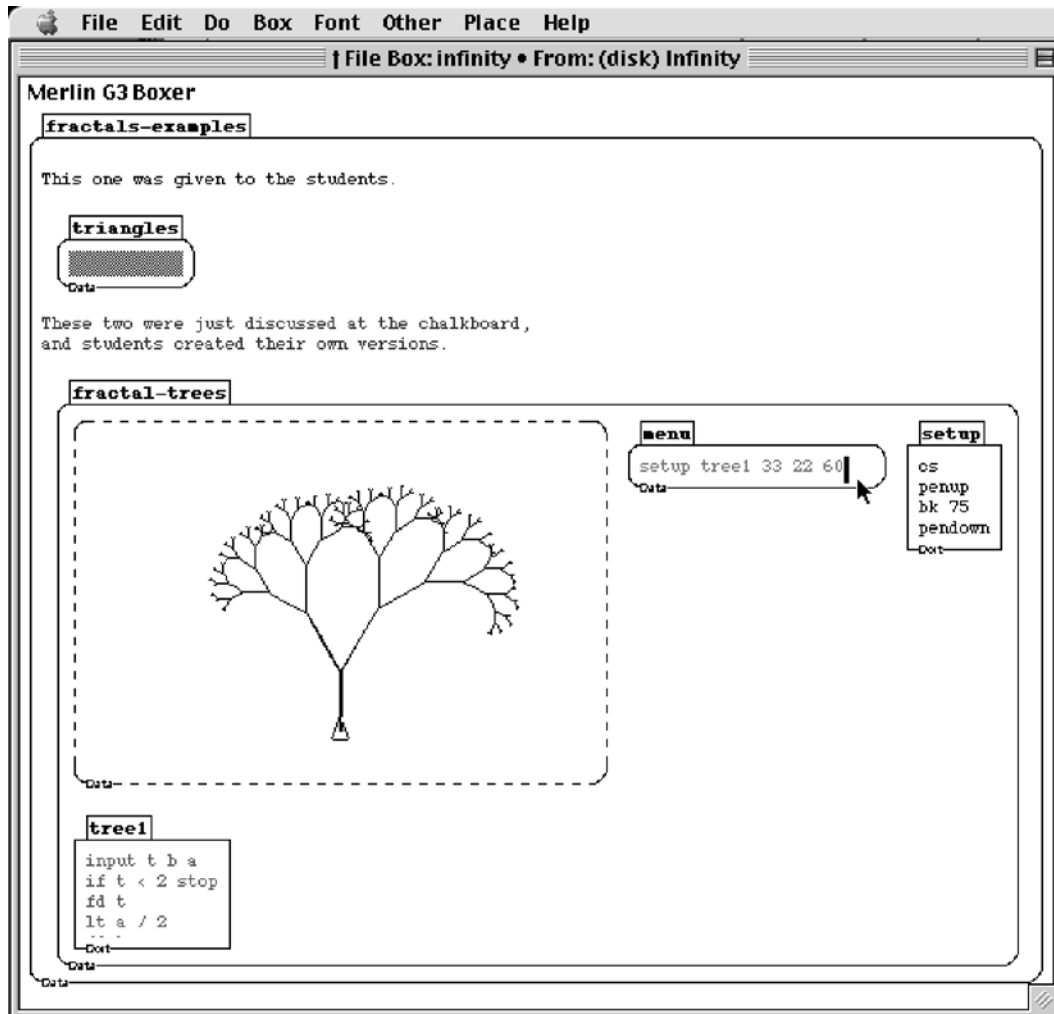 File Edit Do Box Font Other Place Help
† File Box: infinity • From: (disk) Infinity
Merlin G3 Boxer
fractals-examples
This one was given to the students.
triangles
Data
These two were just discussed at the chalkboard,
and students created their own versions.
fractal-trees
menu
setup tree1 33 22 60
Data
setup
cs
penup
bk 75
pendown
Doit
Data
tree1
input t b a
if t < 2 stop
fd t
lt a / 2
Doit
Data
Data